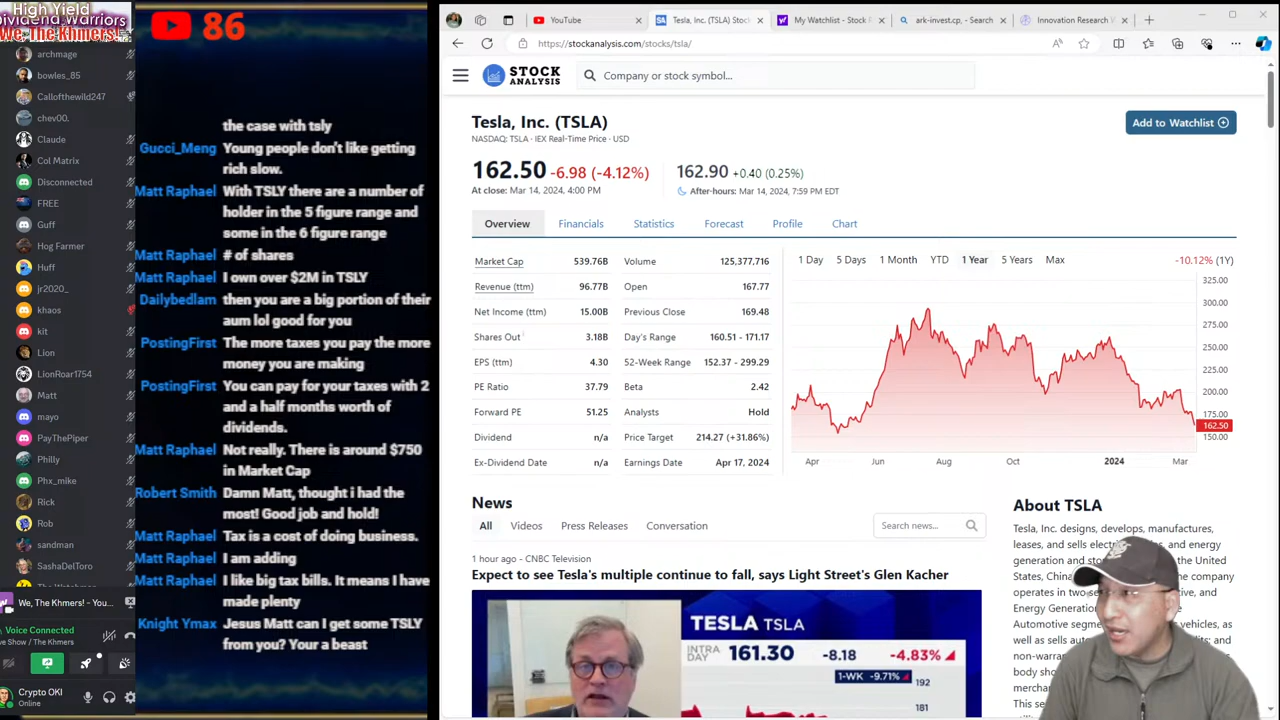 High Yield
Dividend Warriors
We, The Khmers!
archmage
bowles_85
Callofthewild247
chev00.
Claude
Col Matrix
Disconnected
FREE
Guff
Hog Farmer
Huff
jr2020_
khaos
kit
Lion
LionRoar1754
Matt
mayo
PayThePiper
Philly
Phx_mike
Rick
Rob
sandman
SashaDelToro
We, The Khmers! - You...
Voice Connected
ve Show / The Khmers
Crypto OKI
Online
86
the case with tsly
Gucci_Meng Young people don't like getting
rich slow.
Matt Raphael With TSLY there are a number of
holder in the 5 figure range and
some in the 6 figure range
Matt Raphael # of shares
Matt Raphael I own over $2M in TSLY
Dailybedlam then you are a big portion of their
aum lol good for you
PostingFirst The more taxes you pay the more
money you are making
PostingFirst You can pay for your taxes with 2
and a half months worth of
dividends.
Matt Raphael Not really. There is around $750
in Market Cap
Robert Smith Damn Matt, thought i had the
most! Good job and hold!
Matt Raphael Tax is a cost of doing business.
Matt Raphael I am adding
Matt Raphael I like big tax bills. It means I have
made plenty
Knight Ymax Jesus Matt can I get some TSLY
from you? Your a beast
YouTube
Tesla, Inc. (TSLA) Stoc
My Watchlist - Stock P
ark-invest.cp, - Search
Innovation Research
https://stockanalysis.com/stocks/tsla/
STOCK
ANALYSIS
Company or stock symbol...
Tesla, Inc. (TSLA)
NASDAQ: TSLA · IEX Real-Time Price · USD
Add to Watchlist
162.50 -6.98 (-4.12%)
At close: Mar 14, 2024, 4:00 PM
162.90 +0.40 (0.25%)
After-hours: Mar 14, 2024, 7:59 PM EDT
Overview Financials Statistics Forecast Profile Chart
Market Cap 539.76B Volume 125,377,716
Revenue (ttm) 96.77B Open 167.77
Net Income (ttm) 15.00B Previous Close 169.48
Shares Out 3.18B Day's Range 160.51 - 171.17
EPS (ttm) 4.30 52-Week Range 152.37 - 299.29
PE Ratio 37.79 Beta 2.42
Forward PE 51.25 Analysts Hold
Dividend n/a Price Target 214.27 (+31.86%)
Ex-Dividend Date n/a Earnings Date Apr 17, 2024
1 Day 5 Days 1 Month YTD 1 Year 5 Years Max -10.12% (1Y)
325.00
300.00
275.00
250.00
225.00
200.00
175.00
162.50
150.00
Apr Jun Aug Oct 2024 Mar
News
All Videos Press Releases Conversation Search news...
1 hour ago - CNBC Television
Expect to see Tesla's multiple continue to fall, says Light Street's Glen Kacher
TESLA TSLA
INTRA
DAY 161.30 -8.18 -4.83%
1-WK -9.71%
192
181
About TSLA
Tesla, Inc. designs, develops, manufactures,
leases, and sells and energy
generation and in the United
States, China company
operates in two
Energy Generation
Automotive vehicles, as
well as sells and